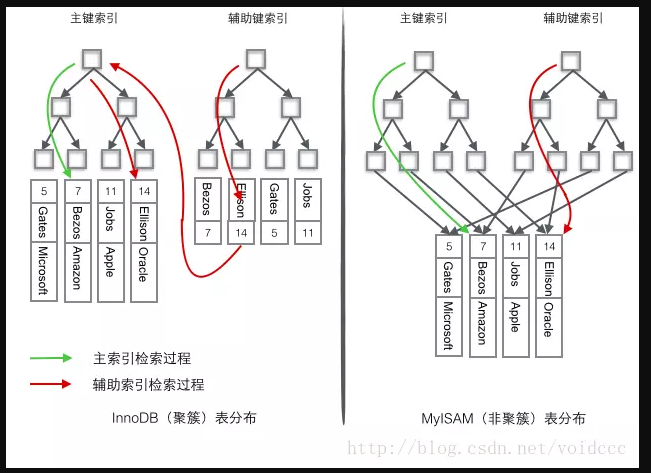 主键索引
辅助键索引
主键索引
辅助键索引
5
Gates
Microsoft
7
Bezos
Amazon
11
Jobs
Apple
14
Ellison
Oracle
Bezos
7
Ellison
14
Gates
5
Jobs
11
5
Gates
Microsoft
7
Bezos
Amazon
11
Jobs
Apple
14
Ellison
Oracle
主索引检索过程
辅助索引检索过程
InnoDB（聚簇）表分布
MyISAM（非聚簇）表分布
http://blog.csdn.net/voidccc